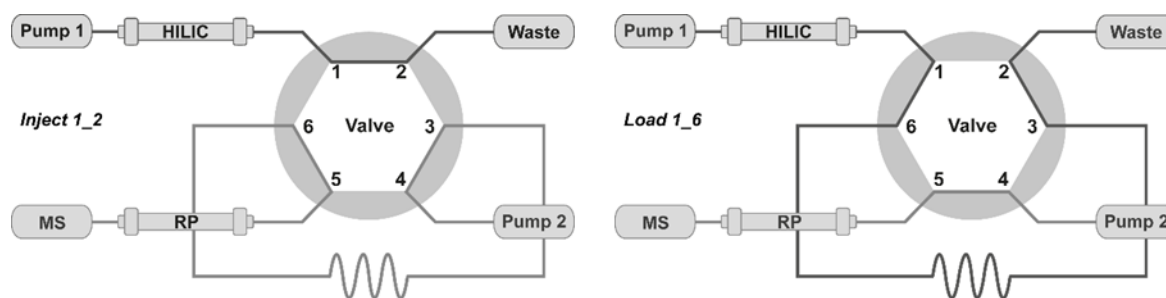 Pump 1
HILIC
Waste
1
2
Inject 1_2
6
Valve
3
5
4
MS
RP
Pump 2
Pump 1
HILIC
Waste
1
2
Load 1_6
6
Valve
3
5
4
MS
RP
Pump 2